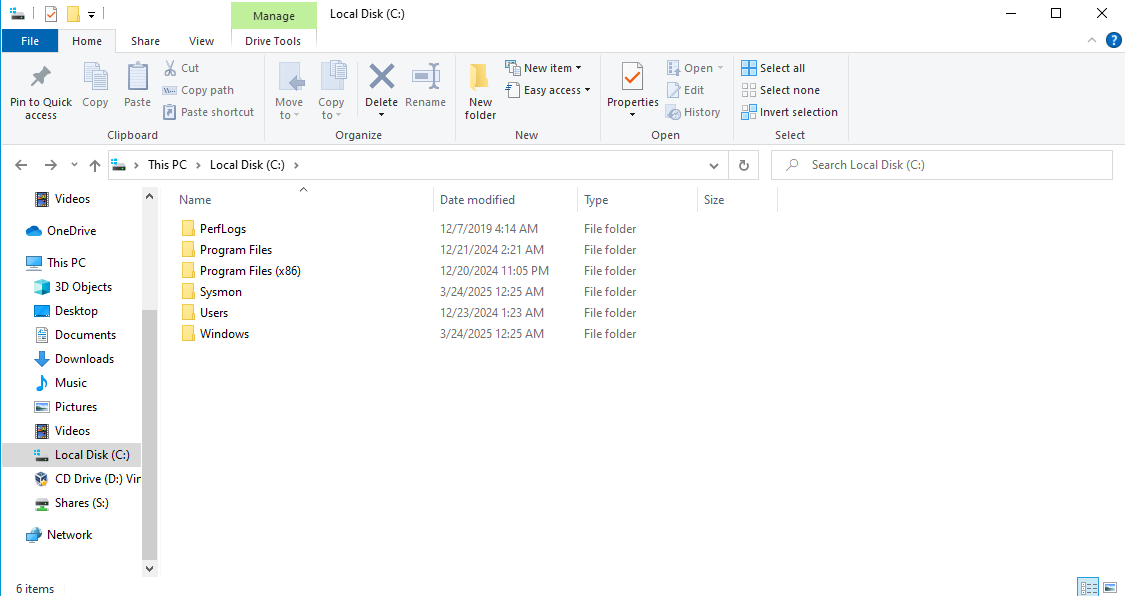 Manage
Local Disk (C:)
File
Home
Share
View
Drive Tools
?
Pin to Quick access
Copy
Paste
Cut
Copy path
Paste shortcut
Clipboard
Move to
Copy to
Delete
Rename
Organize
New folder
New item
Easy access
New
Properties
Open
Edit
History
Open
Select all
Select none
Invert selection
Select
This PC
Local Disk (C:)
Search Local Disk (C:)
Videos
OneDrive
This PC
3D Objects
Desktop
Documents
Downloads
Music
Pictures
Videos
Local Disk (C:)
CD Drive (D:) Vir
Shares (S:)
Network
Name Date modified Type Size
PerfLogs 12/7/2019 4:14 AM File folder
Program Files 12/21/2024 2:21 AM File folder
Program Files (x86) 12/20/2024 11:05 PM File folder
Sysmon 3/24/2025 12:25 AM File folder
Users 12/23/2024 1:23 AM File folder
Windows 3/24/2025 12:25 AM File folder
6 items